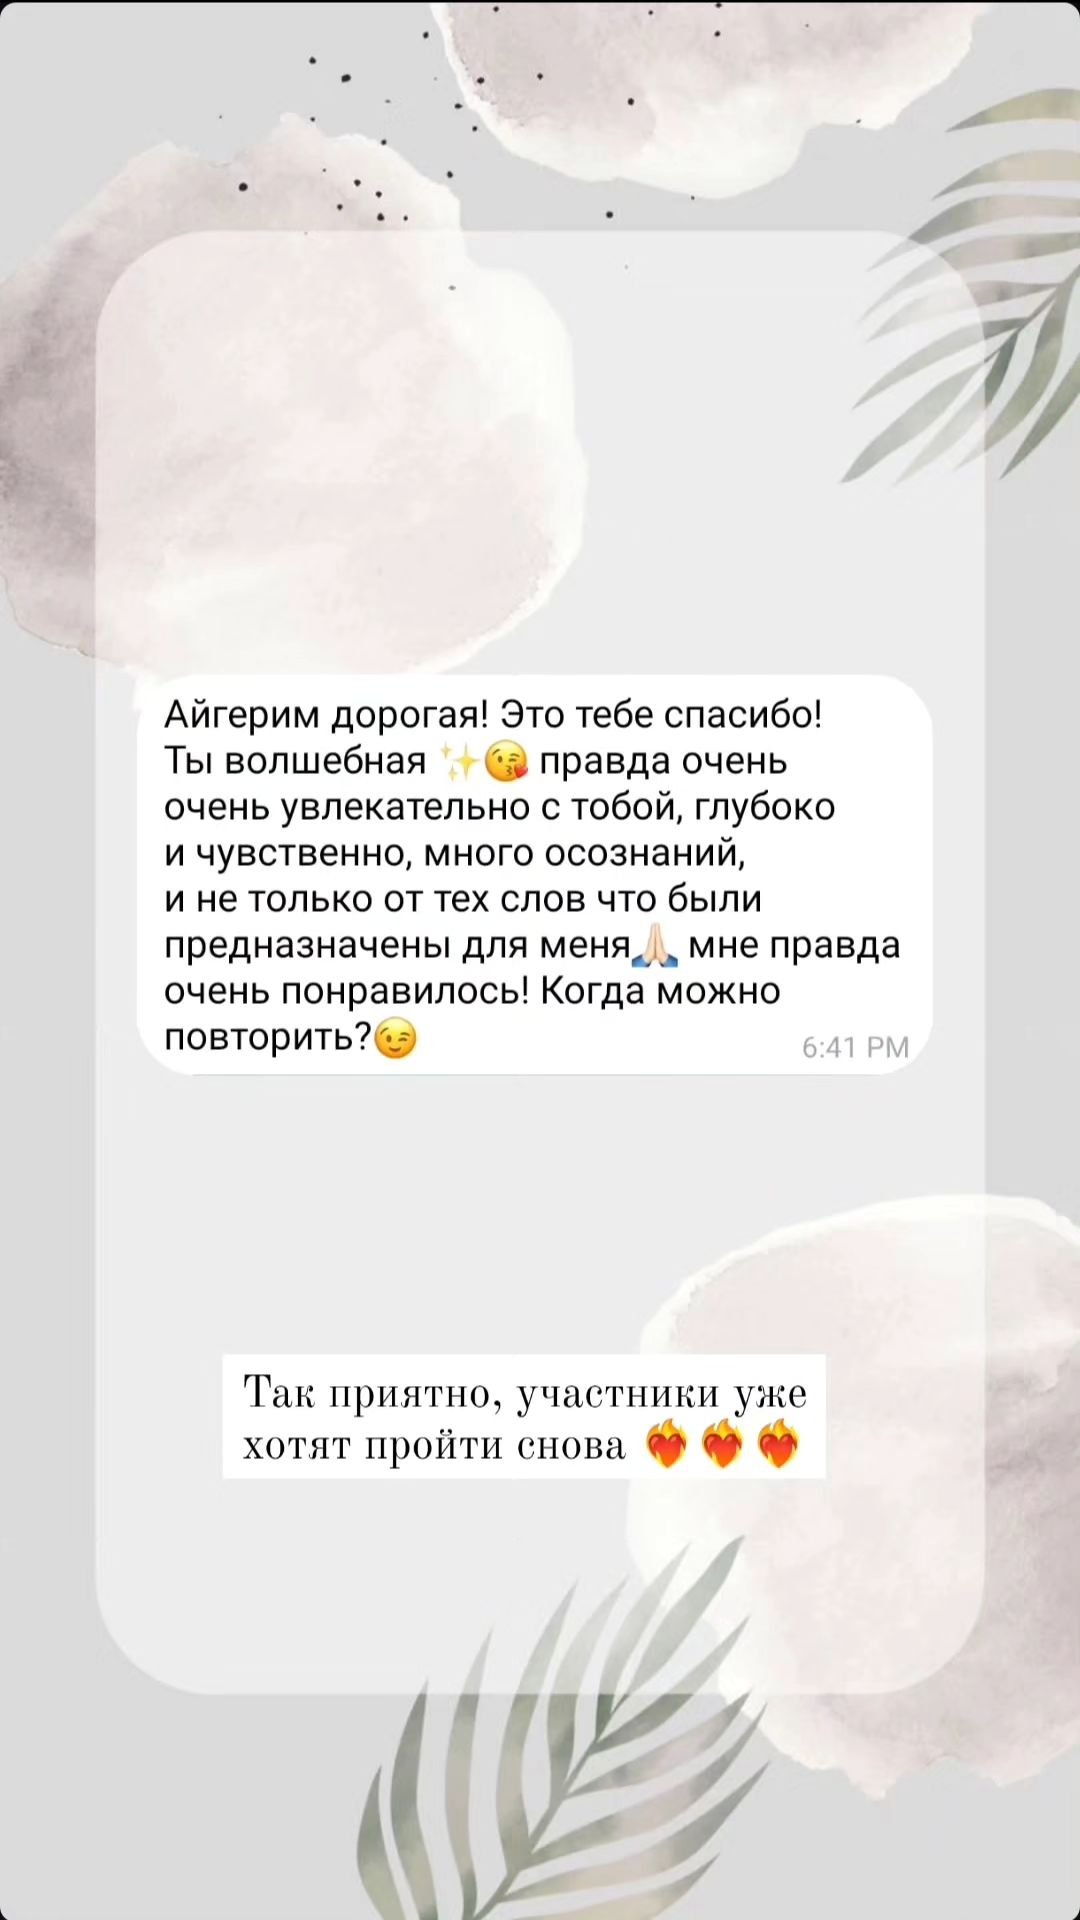 Айгерим дорогая! Это тебе спасибо!
Ты волшебная ✨😘 правда очень
очень увлекательно с тобой, глубоко
и чувственно, много осознаний,
и не только от тех слов что были
предназначены для меня🙏🏻 мне правда
очень понравилось! Когда можно
повторить?😉
6:41 PM
Так приятно, участники уже
хотят пройти снова ❤️‍🔥❤️‍🔥❤️‍🔥